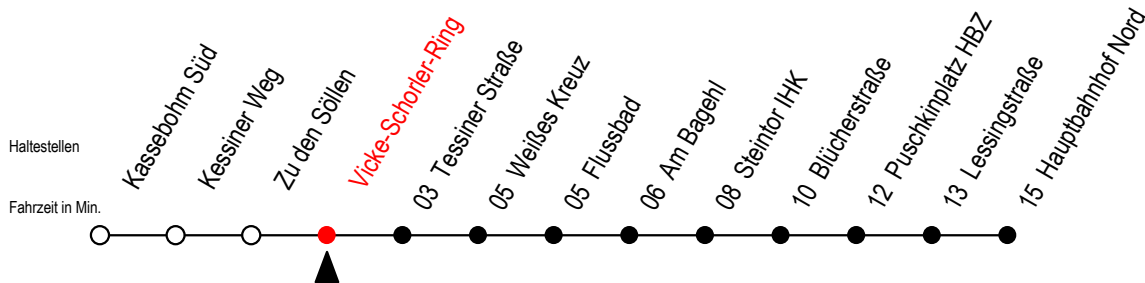 Haltestellen
Fahrzeit in Min.
Kassebohm Süd
Kessiner Weg
Zu den Söllen
Vicke-Schorler-Ring
03 Tessiner Straße
05 Weißes Kreuz
05 Flussbad
06 Am Bagehl
08 Steintor IHK
10 Blücherstraße
12 Puschkinplatz HBZ
13 Lessingstraße
15 Hauptbahnhof Nord